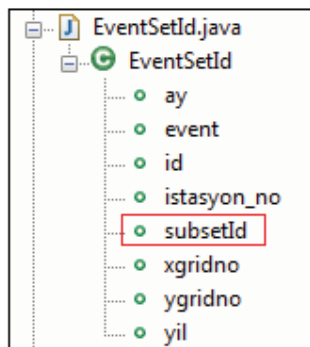 EventSetId.java
EventSetId
ay
event
id
istasyon_no
subsetId
xgridno
ygridno
yil